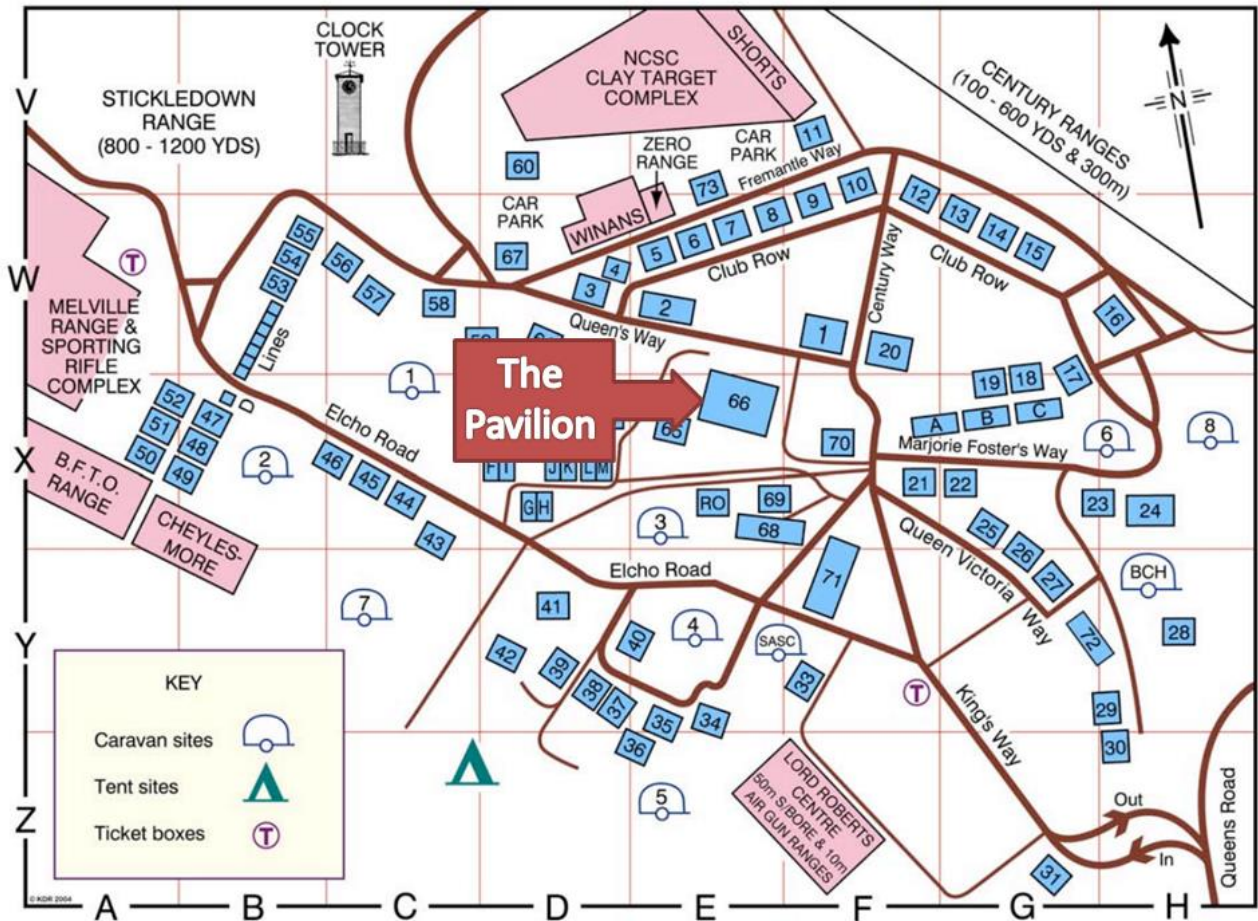 CLOCK
TOWER
STICKLEDOWN
RANGE
(800 - 1200 YDS)
NCSC
CLAY TARGET
COMPLEX
SHORTS
CENTURY RANGES
(100 - 600 YDS & 300m)
N
V
W
X
Y
Z
60
ZERO
RANGE
CAR
PARK
11
Fremantle Way
73
CAR
PARK
WINANS
67
5
6
7
8
9
10
12
13
14
15
Club Row
Club Row
Century Way
4
3
2
1
20
16
Queen's Way
55
54
53
56
57
58
Lines
D
T
MELVILLE
RANGE &
SPORTING
RIFLE
COMPLEX
52
51
50
47
48
49
B.F.T.O.
RANGE
CHEYLES-
MORE
1
2
Elcho Road
46
45
44
43
The
Pavilion
66
65
70
19
18
17
A
B
C
Marjorie Foster's Way
6
8
F
I
J
K
L
M
G
H
3
RO
69
68
21
22
23
24
25
26
27
Queen Victoria Way
BCH
28
72
29
30
71
Elcho Road
7
41
42
39
38
37
40
4
SASC
33
35
34
36
T
King's Way
5
LORD ROBERTS
CENTRE
50m S/BORE & 10m
AIR GUN RANGES
Out
In
31
Queens Road
KEY
Caravan sites
Tent sites
Ticket boxes
T
© KDR 2004
A
B
C
D
E
F
G
H